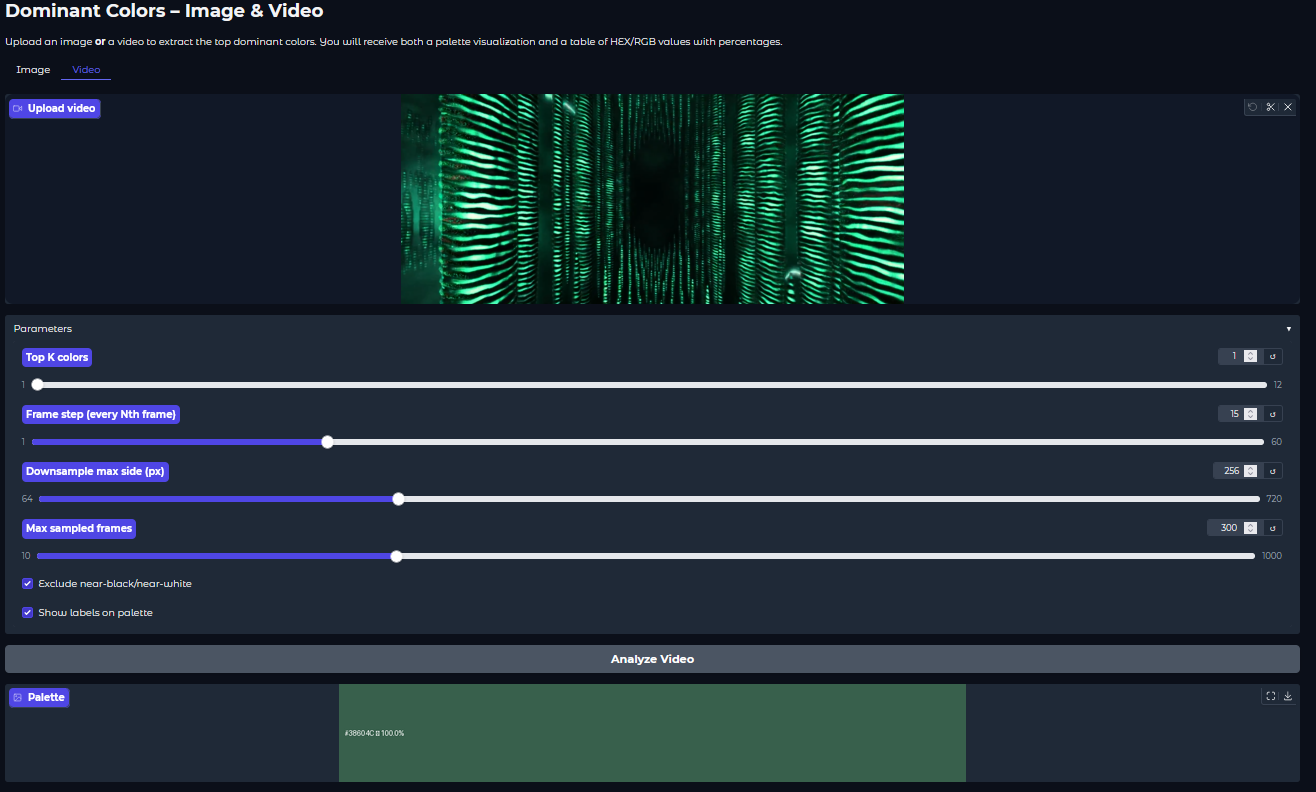 Dominant Colors – Image & Video
Upload an image or a video to extract the top dominant colors. You will receive both a palette visualization and a table of HEX/RGB values with percentages.
Image Video
Upload video
Parameters
Top K colors 1
1 12
Frame step (every Nth frame) 15
1 60
Downsample max side (px) 256
64 720
Max sampled frames 300
10 1000
Exclude near-black/near-white
Show labels on palette
Analyze Video
Palette
#38604C 100.0%